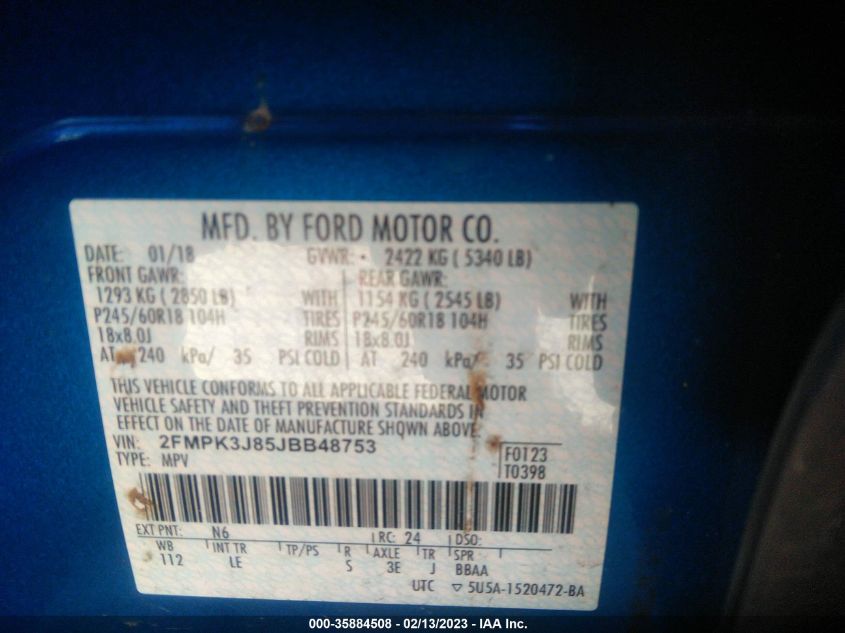 MFD. BY FORD MOTOR CO.
DATE: 01/18 GVWR: • 2422 KG ( 5340 LB)
FRONT GAWR: REAR GAWR:
1293 KG ( 2850 LB) WITH 1154 KG ( 2545 LB) WITH
P245/60R18 104H TIRES P245/60R18 104H TIRES
18x8.0J RIMS 18x8.0J RIMS
AT 240 kPa/ 35 PSI COLD AT 240 kPa/ 35 PSI COLD
THIS VEHICLE CONFORMS TO ALL APPLICABLE FEDERAL MOTOR
VEHICLE SAFETY AND THEFT PREVENTION STANDARDS IN
EFFECT ON THE DATE OF MANUFACTURE SHOWN ABOVE
VIN: 2FMPK3J85JBB48753
TYPE: MPV
F0123
T0398
EXT PNT: N6 RC: 24 DSO:
WB INT TR TP/PS R AXLE TR SPR
112 LE S 3E J BBAA
UTC ▽ 5U5A-1520472-BA
000-35884508 - 02/13/2023 - IAA Inc.